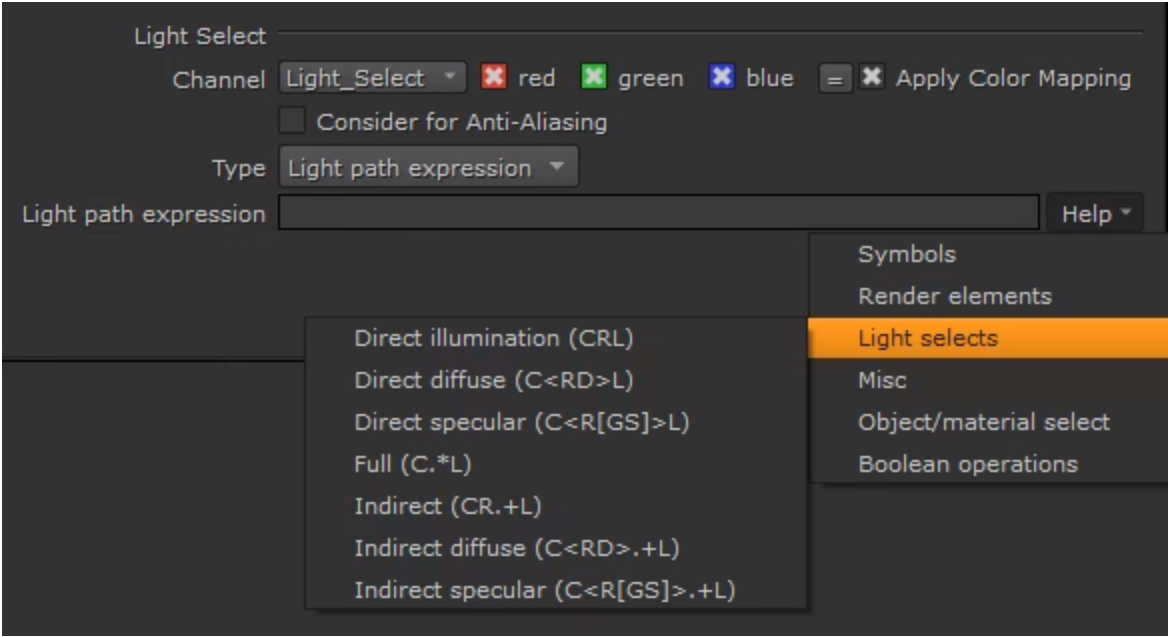 Light Select
Channel Light_Select red green blue = Apply Color Mapping
Consider for Anti-Aliasing
Type Light path expression
Light path expression Help
Symbols
Render elements
Light selects
Misc
Object/material select
Boolean operations
Direct illumination (CRL)
Direct diffuse (C<RD>L)
Direct specular (C<R[GS]>L)
Full (C.*L)
Indirect (CR.+L)
Indirect diffuse (C<RD>.+L)
Indirect specular (C<R[GS]>.+L)